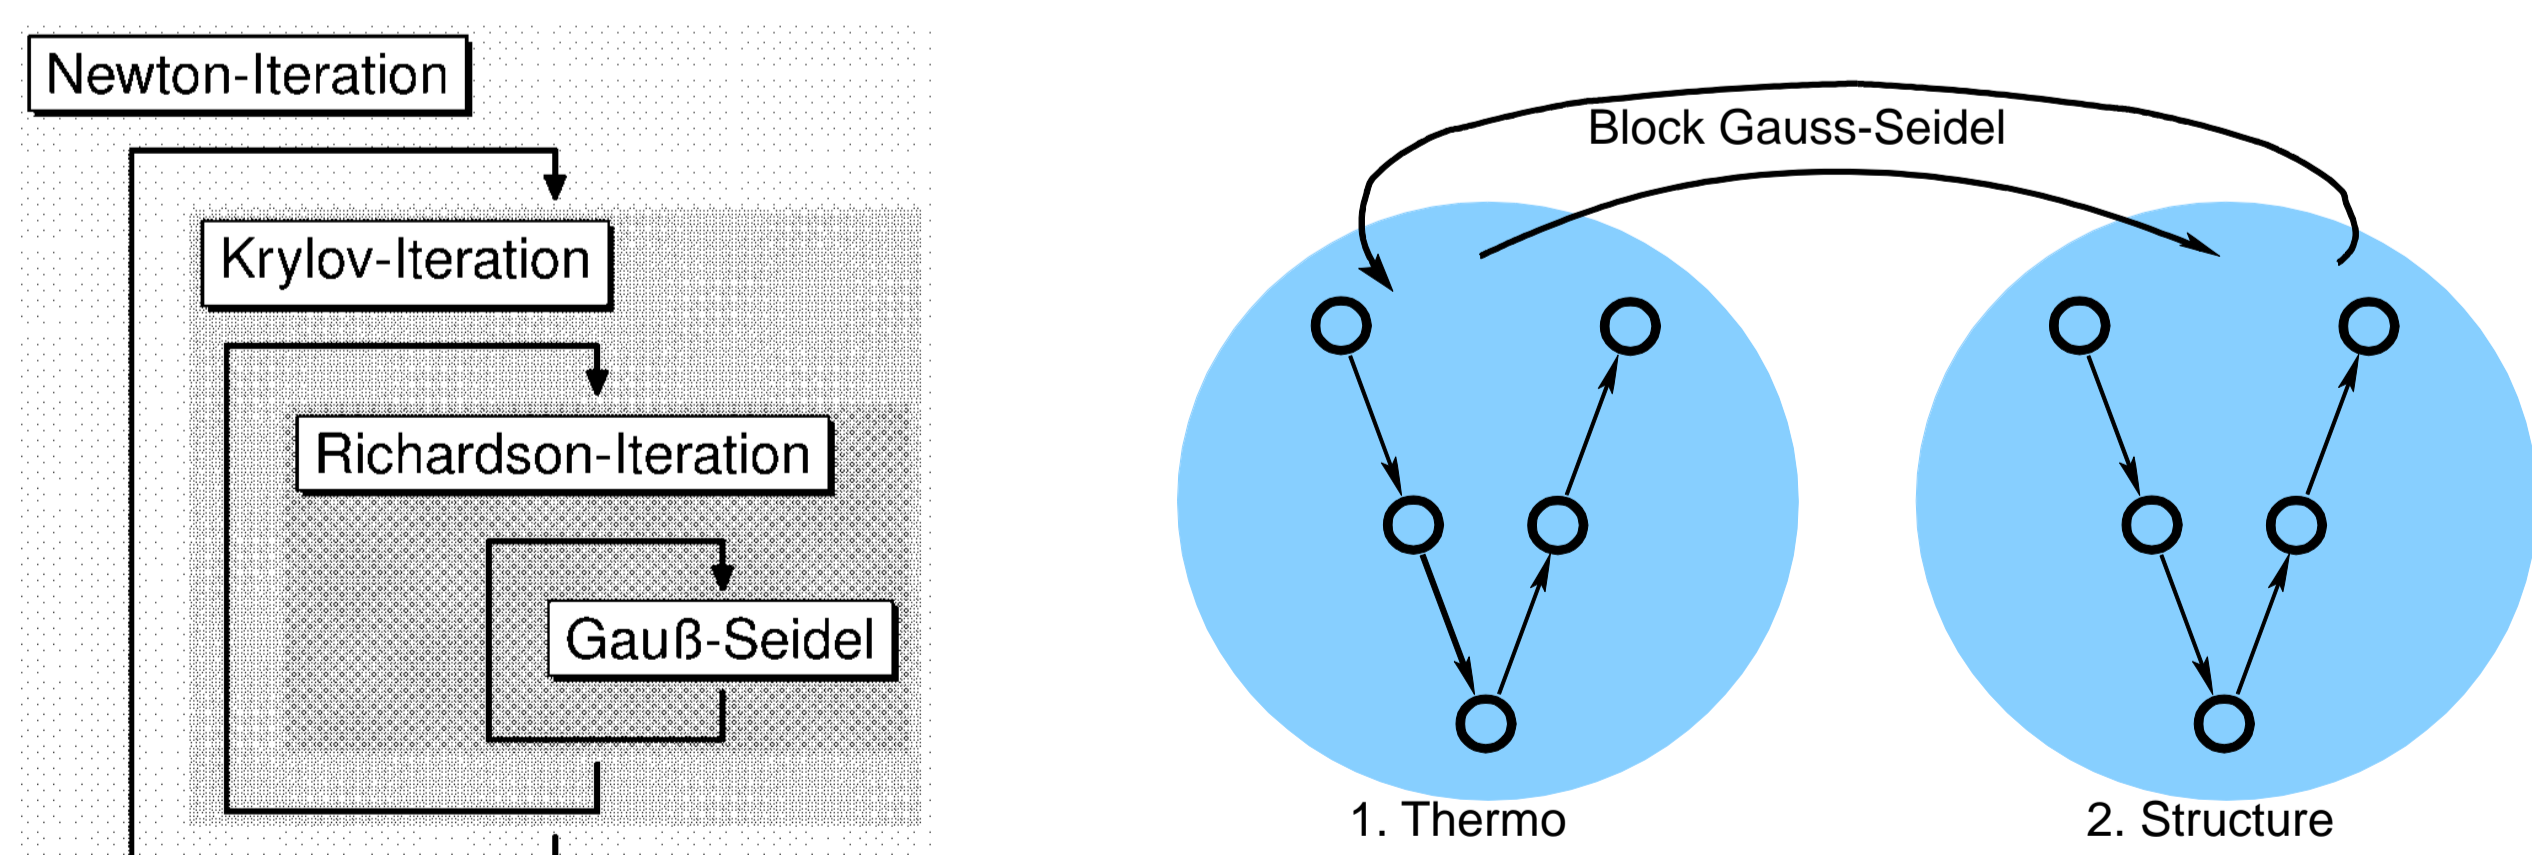 Newton-Iteration
Krylov-Iteration
Richardson-Iteration
Gauß-Seidel
Block Gauss-Seidel
1. Thermo
2. Structure